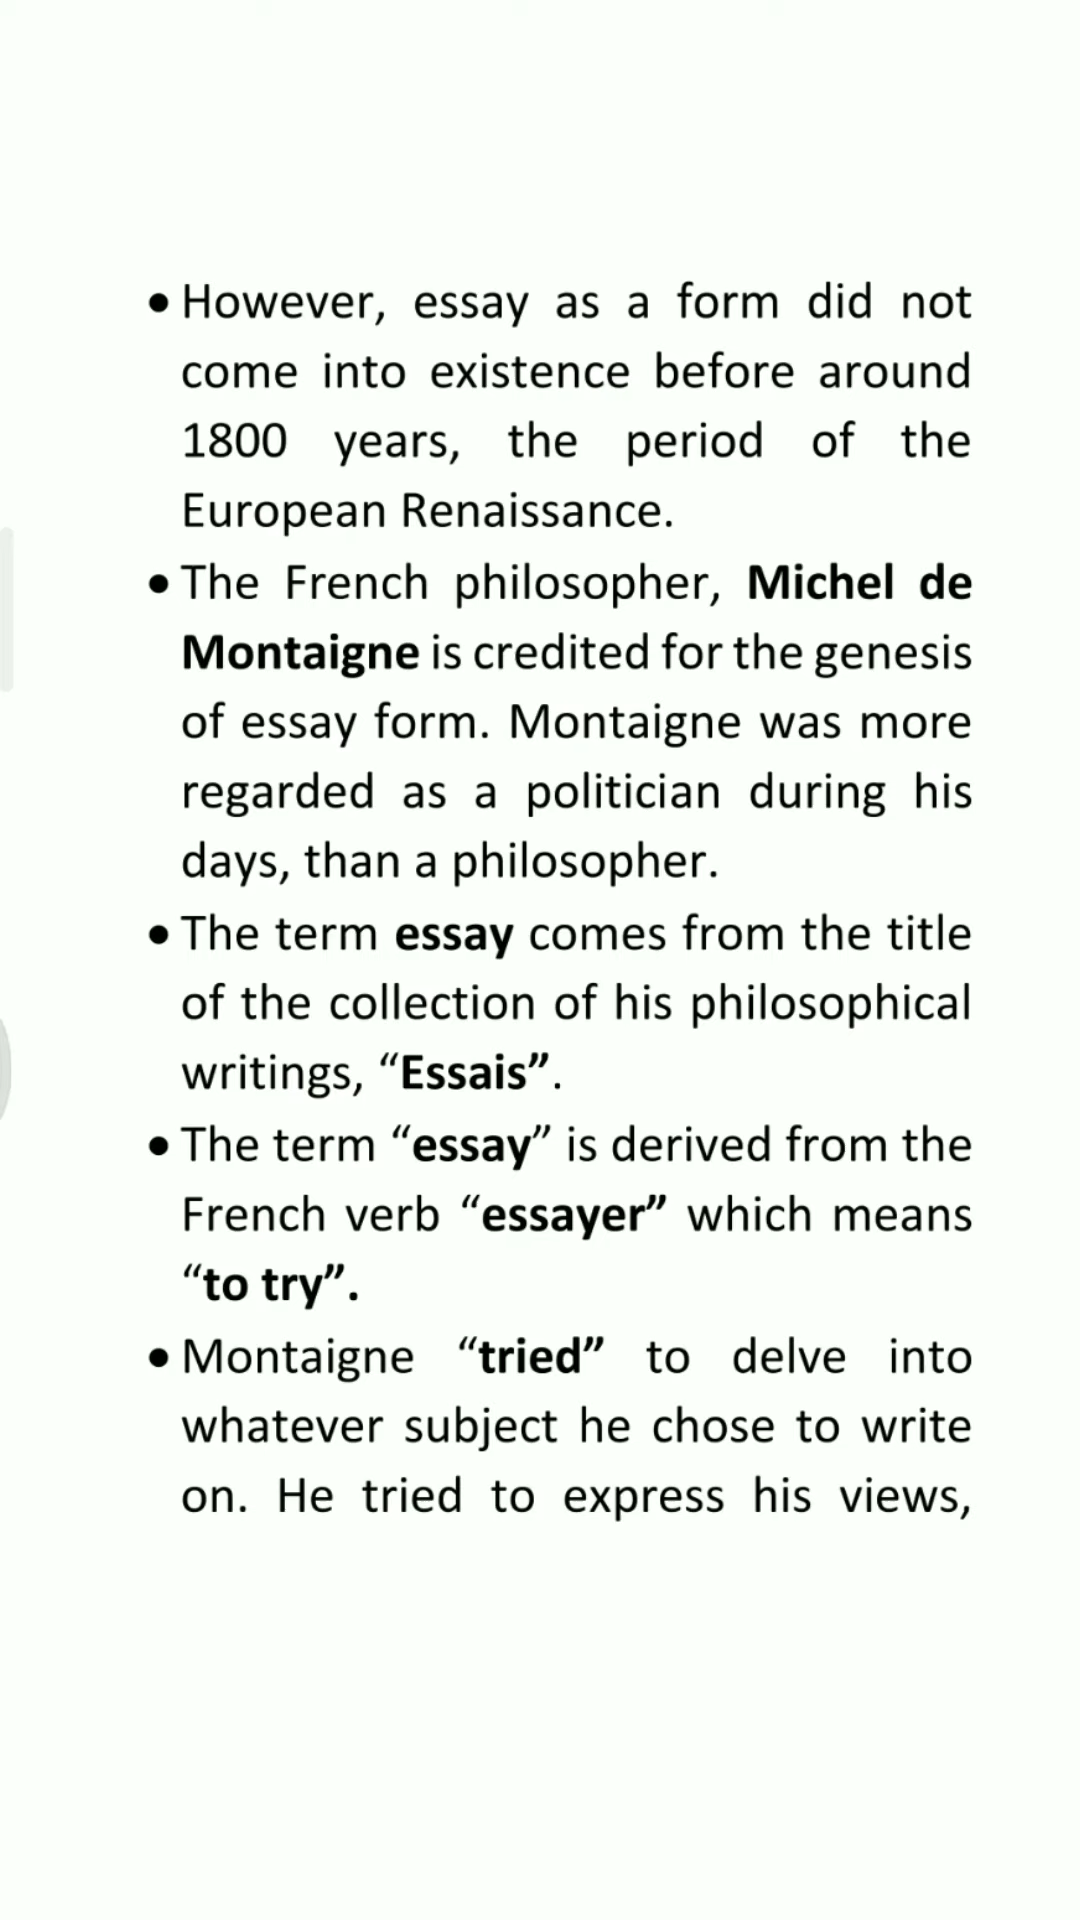 • However, essay as a form did not
come into existence before around
1800 years, the period of the
European Renaissance.
• The French philosopher, Michel de
Montaigne is credited for the genesis
of essay form. Montaigne was more
regarded as a politician during his
days, than a philosopher.
• The term essay comes from the title
of the collection of his philosophical
writings, “Essais”.
• The term “essay” is derived from the
French verb “essayer” which means
“to try”.
• Montaigne “tried” to delve into
whatever subject he chose to write
on. He tried to express his views,